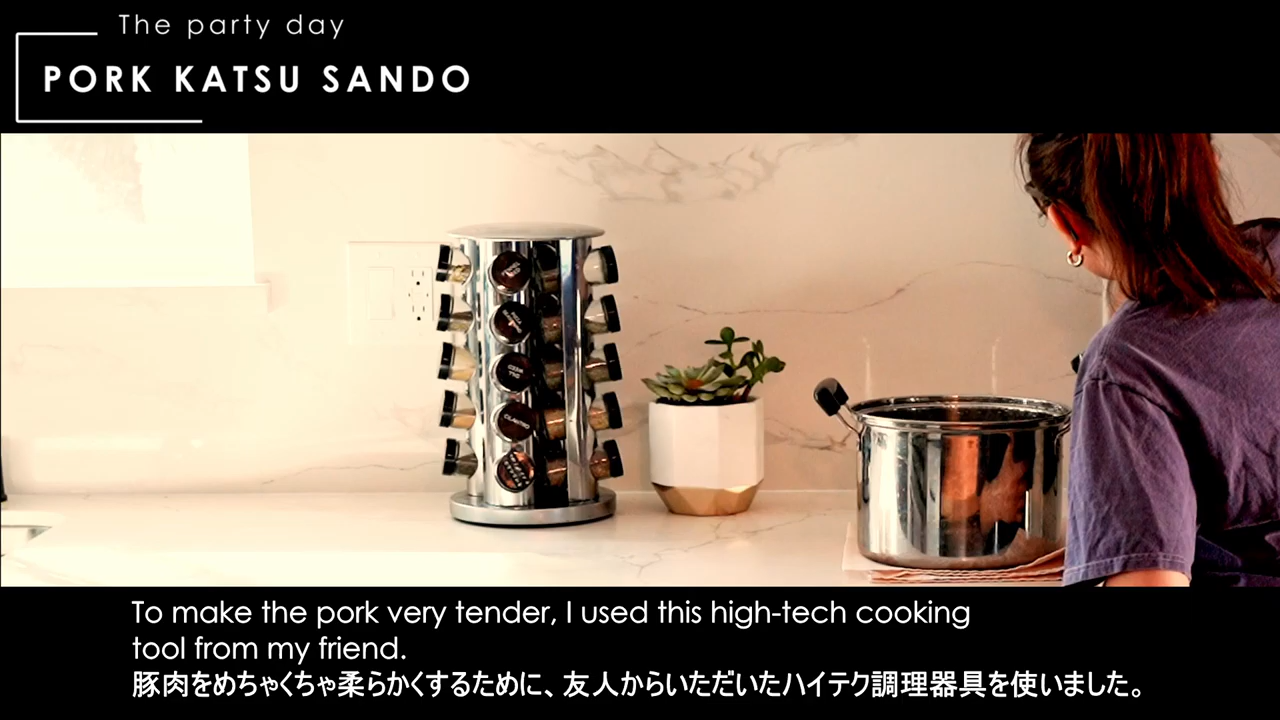 The party day
PORK KATSU SANDO
CILANTRO
To make the pork very tender, I used this high-tech cooking
tool from my friend.
豚肉をめちゃくちゃ柔らかくするために、友人からいただいたハイテク調理器具を使いました。